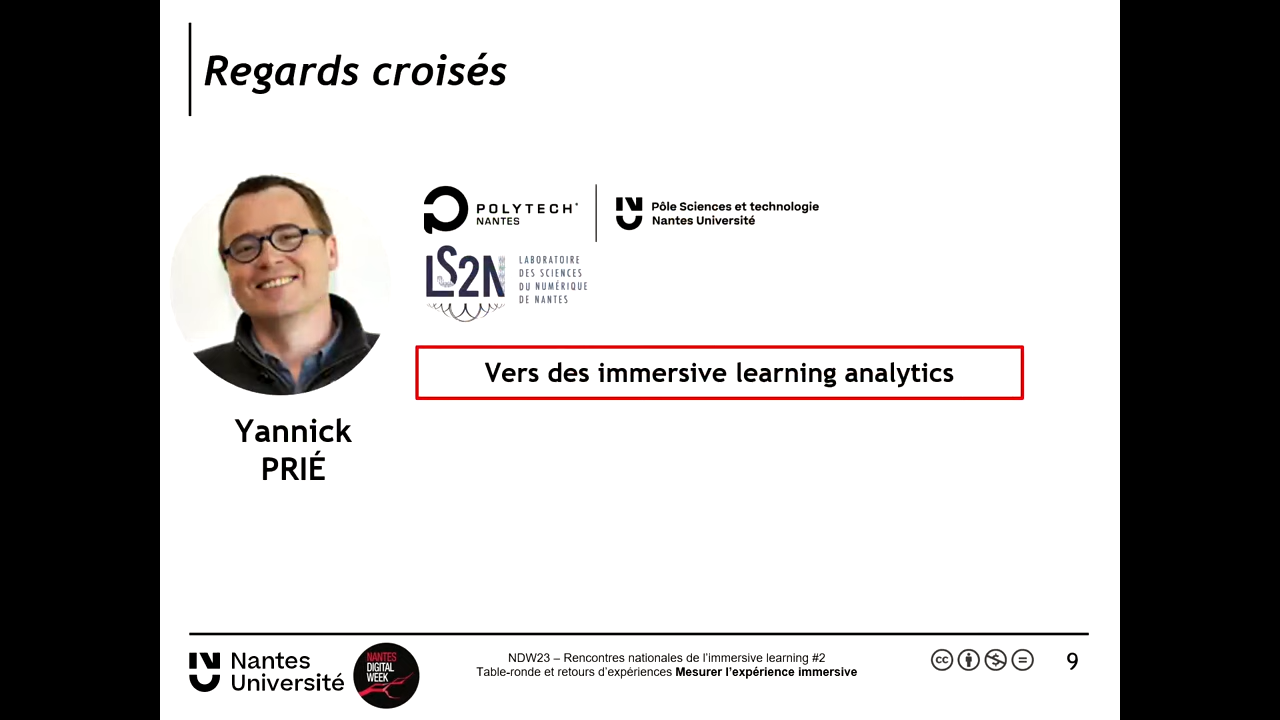 Regards croisés
POLYTECH
NANTES
Pôle Sciences et technologie
Nantes Université
LS2N
LABORATOIRE
DES SCIENCES
DU NUMÉRIQUE
DE NANTES
Vers des immersive learning analytics
Yannick
PRIÉ
Nantes
Université
NANTES
DIGITAL
WEEK
NDW23 – Rencontres nationales de l'immersive learning #2
Table-ronde et retours d'expériences Mesurer l'expérience immersive
cc
9